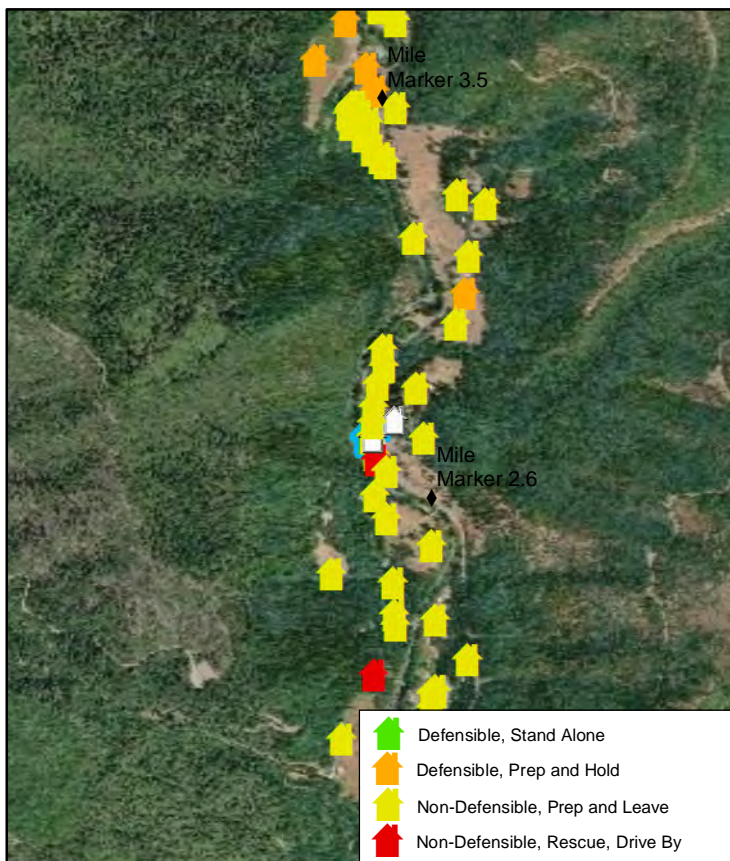 Mile
Marker 3.5
Mile
Marker 2.6
Defensible, Stand Alone
Defensible, Prep and Hold
Non-Defensible, Prep and Leave
Non-Defensible, Rescue, Drive By